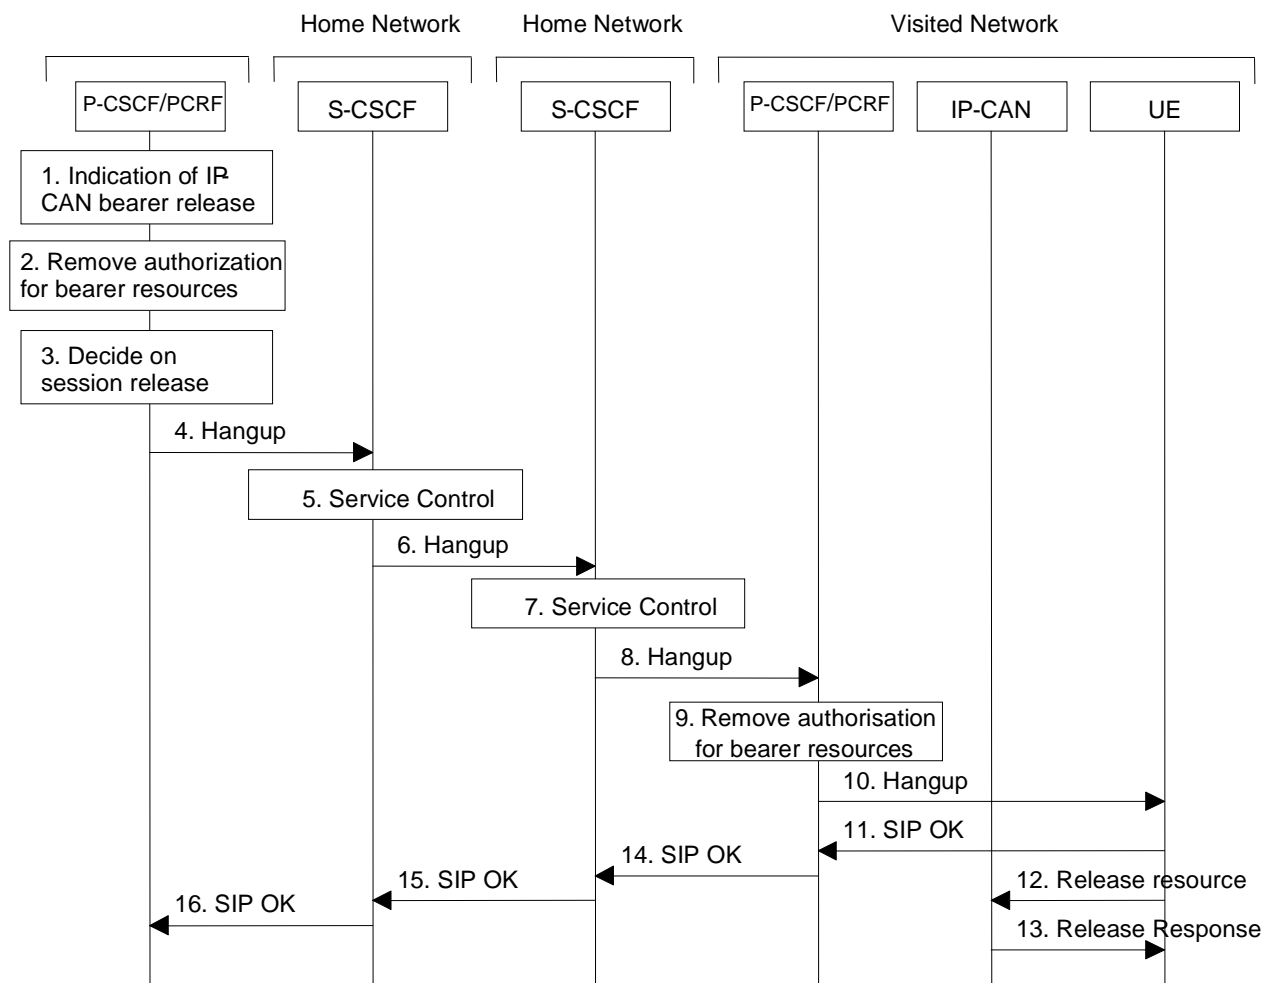 Home Network
Home Network
Visited Network
P-CSCF/PCRF
S-CSCF
S-CSCF
P-CSCF/PCRF
IP-CAN
UE
1. Indication of IP-
CAN bearer release
2. Remove authorization
for bearer resources
3. Decide on
session release
4. Hangup
5. Service Control
6. Hangup
7. Service Control
8. Hangup
9. Remove authorisation
for bearer resources
10. Hangup
11. SIP OK
14. SIP OK
15. SIP OK
12. Release resource
16. SIP OK
13. Release Response